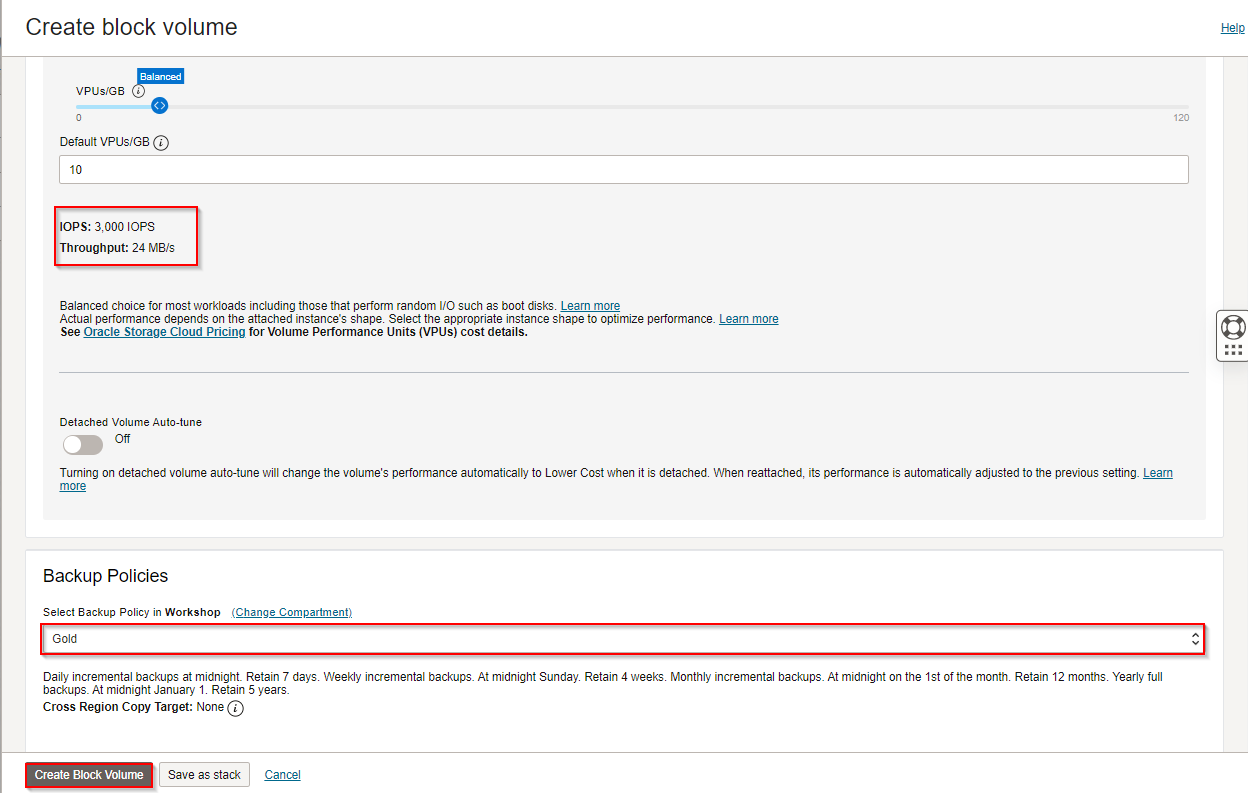 Create block volume
Help
Balanced
VPUs/GB
0
120
Default VPUs/GB
10
IOPS: 3,000 IOPS
Throughput: 24 MB/s
Balanced choice for most workloads including those that perform random I/O such as boot disks. Learn more
Actual performance depends on the attached instance's shape. Select the appropriate instance shape to optimize performance. Learn more
See Oracle Storage Cloud Pricing for Volume Performance Units (VPUs) cost details.
Detached Volume Auto-tune
Off
Turning on detached volume auto-tune will change the volume's performance automatically to Lower Cost when it is detached. When reattached, its performance is automatically adjusted to the previous setting. Learn
more
Backup Policies
Select Backup Policy in Workshop (Change Compartment)
Gold
Daily incremental backups at midnight. Retain 7 days. Weekly incremental backups. At midnight Sunday. Retain 4 weeks. Monthly incremental backups. At midnight on the 1st of the month. Retain 12 months. Yearly full
backups. At midnight January 1. Retain 5 years.
Cross Region Copy Target: None
Create Block Volume
Save as stack
Cancel